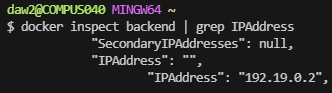 daw2@COMPUS040 MINGW64 ~
$ docker inspect backend | grep IPAddress
            "SecondaryIPAddresses": null,
            "IPAddress": "",
                    "IPAddress": "192.19.0.2",